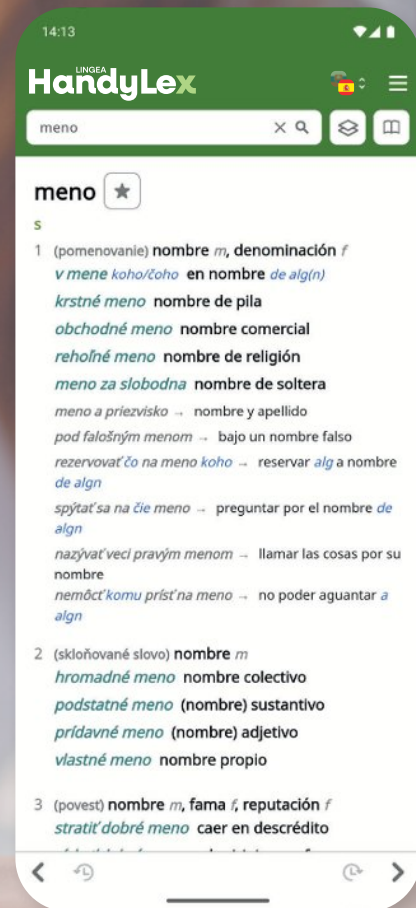 14:13
LINGEA
HandyLex
meno
meno
s
1 (pomenovanie) nombre m, denominación f
v mene koho/čoho en nombre de alg(n)
krstné meno nombre de pila
obchodné meno nombre comercial
rehoľné meno nombre de religión
meno za slobodna nombre de soltera
meno a priezvisko → nombre y apellido
pod falošným menom → bajo un nombre falso
rezervovať čo na meno koho → reservar alg a nombre
de algn
spýtať sa na čie meno → preguntar por el nombre de
algn
nazývať veci pravým menom → llamar las cosas por su
nombre
nemôcť komu prísť na meno → no poder aguantar a
algn
2 (skloňované slovo) nombre m
hromadné meno nombre colectivo
podstatné meno (nombre) sustantivo
prídavné meno (nombre) adjetivo
vlastné meno nombre propio
3 (povesť) nombre m, fama f, reputación f
stratiť dobré meno caer en descrédito